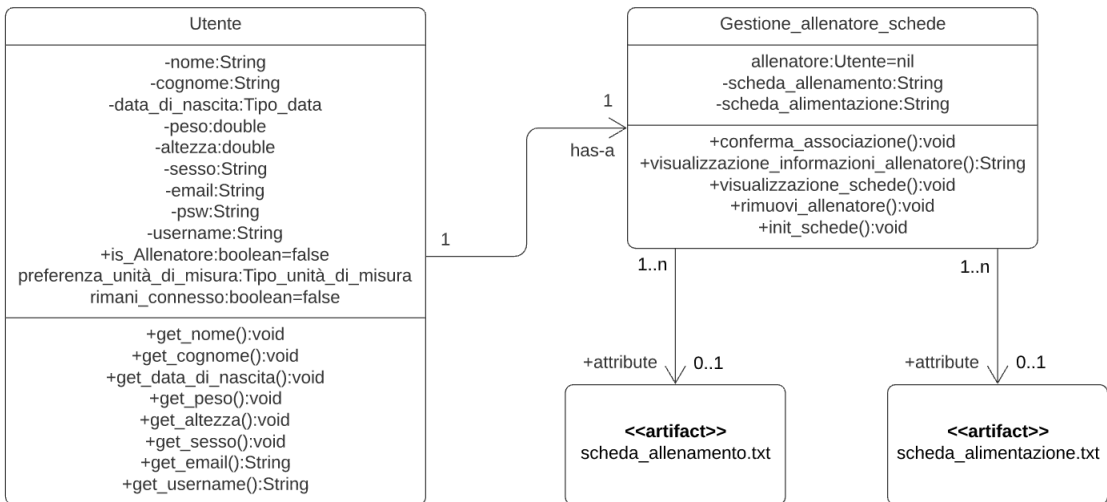 Utente
-nome:String
-cognome:String
-data_di_nascita:Tipo_data
-peso:double
-altezza:double
-sesso:String
-email:String
-psw:String
-username:String
+is_Allenatore:boolean=false
preferenza_unità_di_misura:Tipo_unità_di_misura
rimani_connesso:boolean=false
+get_nome():void
+get_cognome():void
+get_data_di_nascita():void
+get_peso():void
+get_altezza():void
+get_sesso():void
+get_email():String
+get_username():String
1
1
has-a
Gestione_allenatore_schede
allenatore:Utente=nil
-scheda_allenamento:String
-scheda_alimentazione:String
+conferma_associazione():void
+visualizzazione_informazioni_allenatore():String
+visualizzazione_schede():void
+rimuovi_allenatore():void
+init_schede():void
1..n
1..n
+attribute
0..1
+attribute
0..1
<<artifact>>
scheda_allenamento.txt
<<artifact>>
scheda_alimentazione.txt